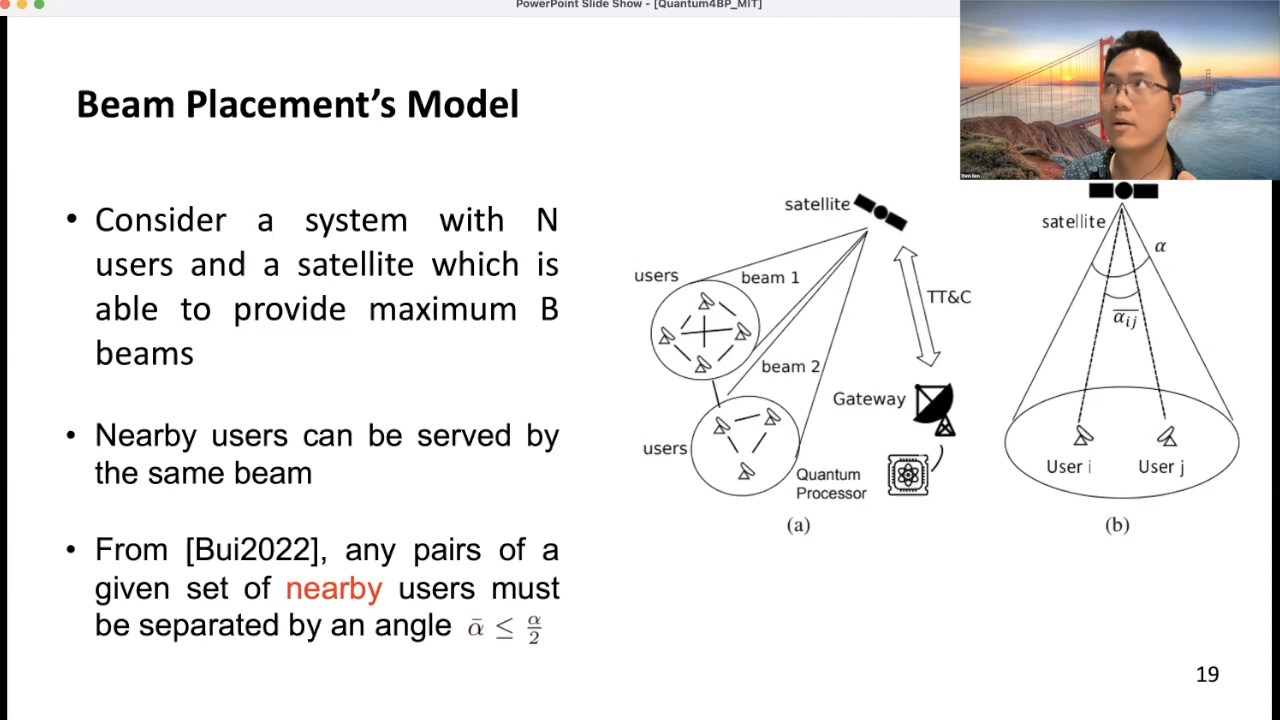 PowerPoint Slide Show - [Quantum4BP_MIT]
Beam Placement's Model
• Consider a system with N
users and a satellite which is
able to provide maximum B
beams
• Nearby users can be served by
the same beam
• From [Bui2022], any pairs of a
given set of nearby users must
be separated by an angle ᾱ ≤ α/2
satellite
users
beam 1
TT&C
beam 2
Gateway
users
Quantum
Processor
(a)
satellite
α
α̅ij
User i
User j
(b)
19